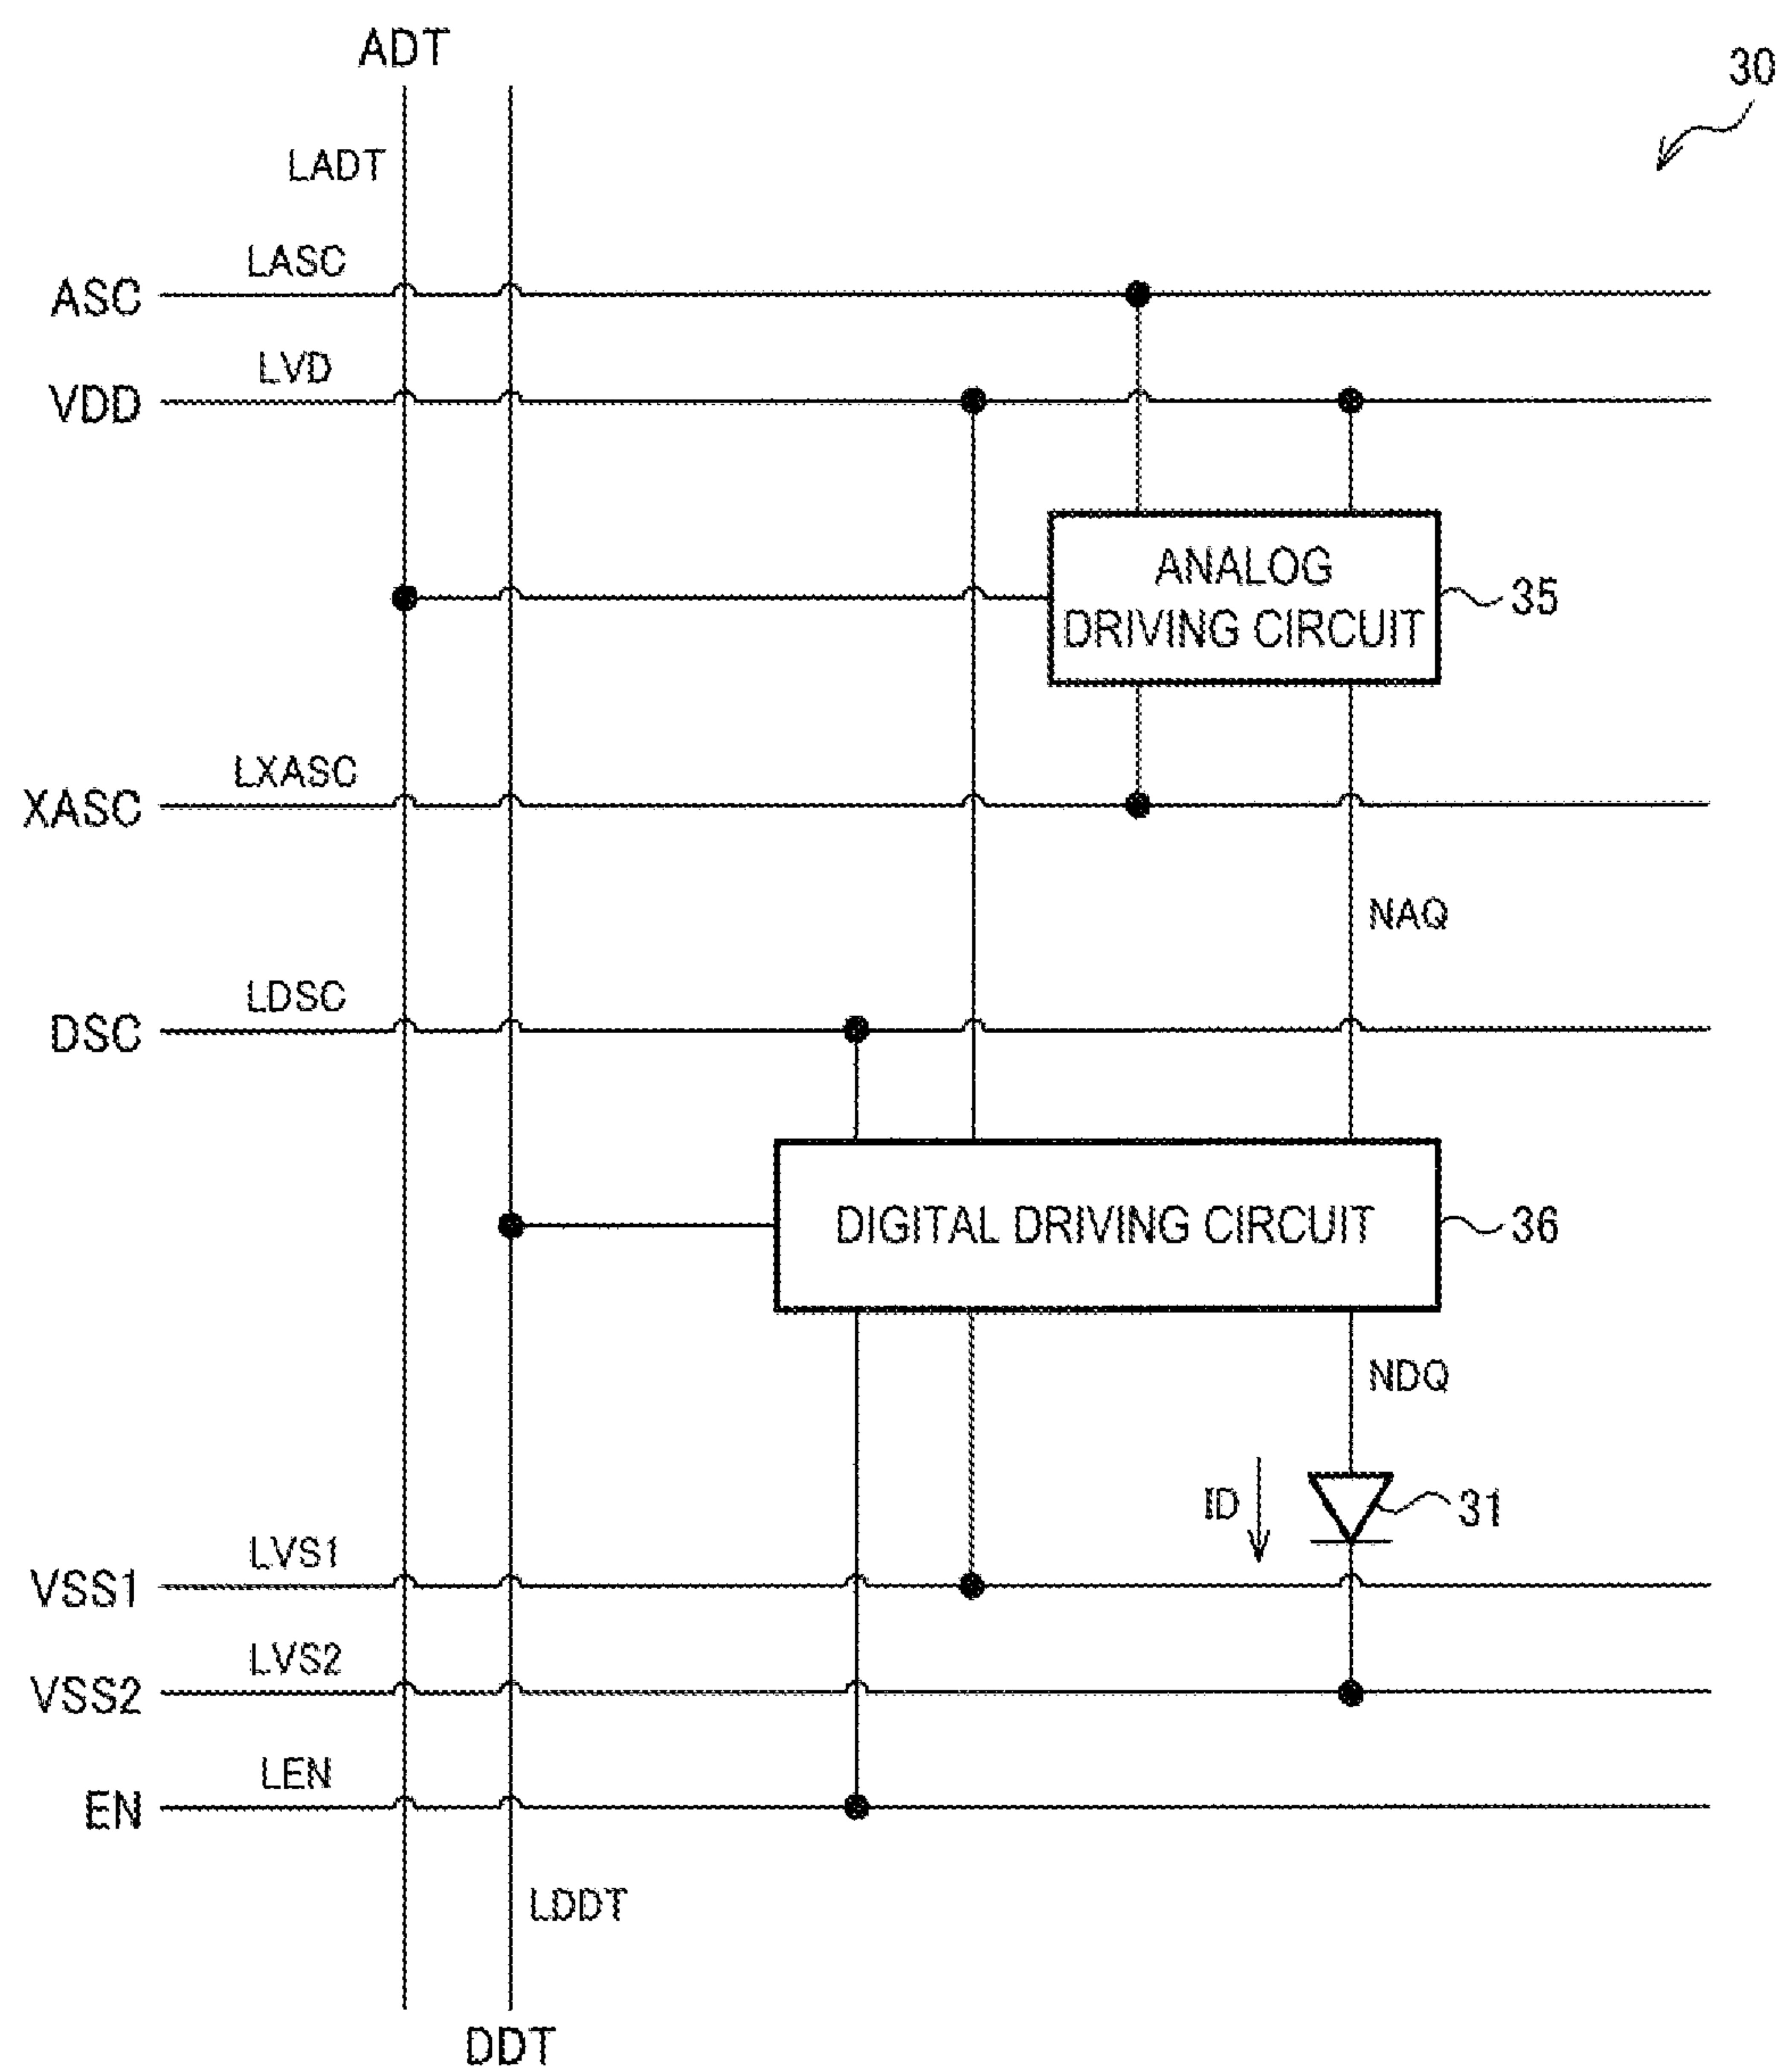 ADT
30
LADT
LASC
ASC
LVD
VDD
ANALOG
DRIVING CIRCUIT
35
LXASC
XASC
NAQ
LDSC
DSC
DIGITAL DRIVING CIRCUIT
36
NDQ
ID
31
LVS1
VSS1
LVS2
VSS2
LEN
EN
LDDT
DDT